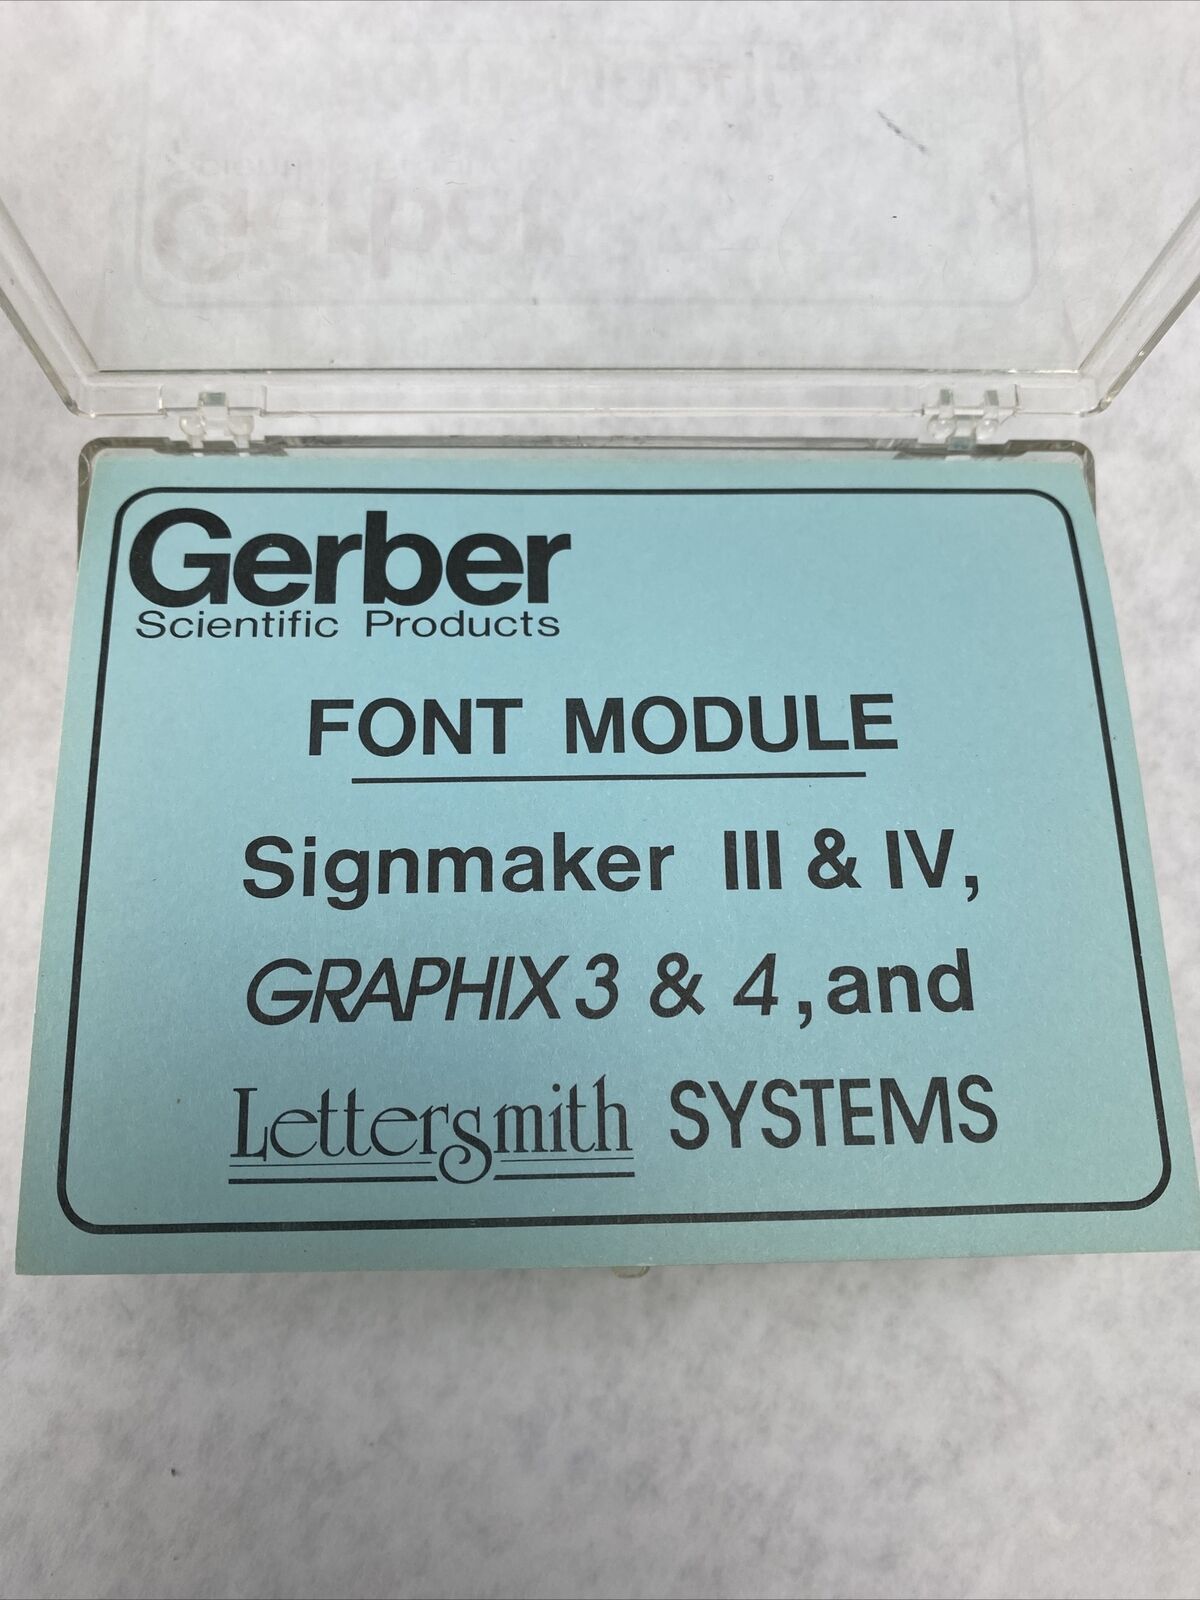 Gerber
Scientific Products
FONT MODULE
Signmaker III & IV,
GRAPHIX 3 & 4, and
Lettersmith SYSTEMS